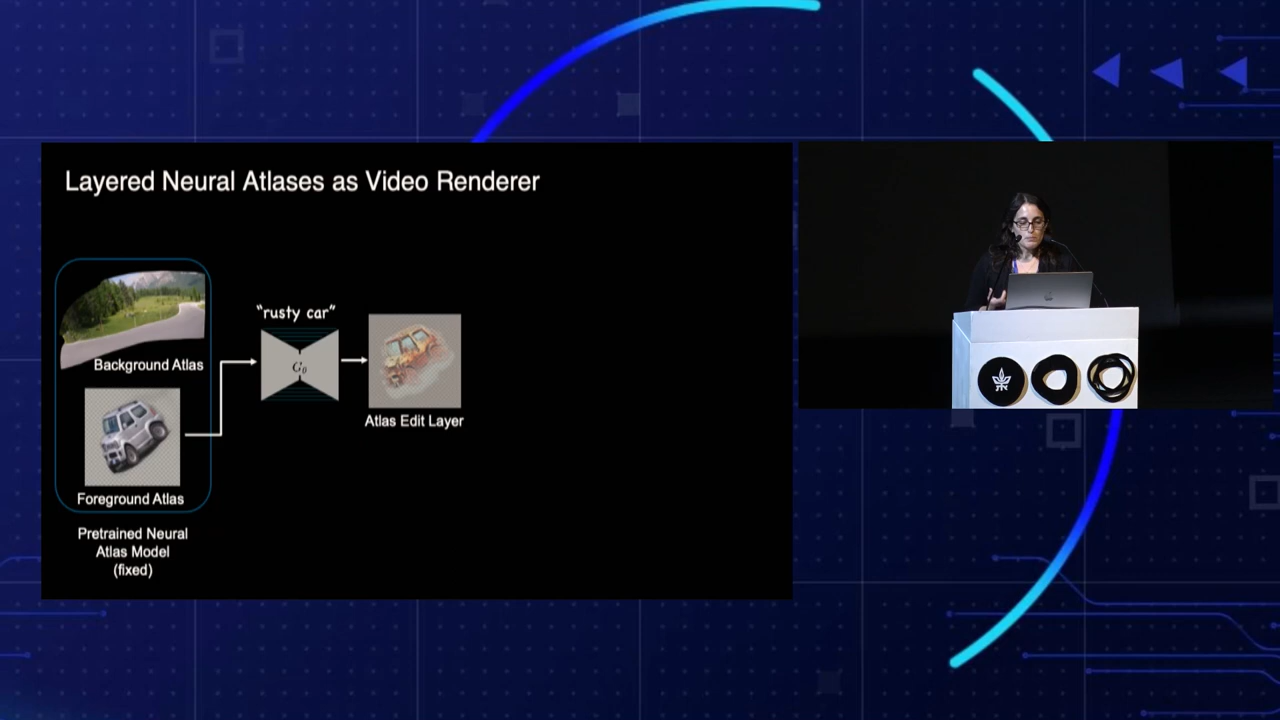 Layered Neural Atlases as Video Renderer
"rusty car"
Background Atlas
G₀
Atlas Edit Layer
Foreground Atlas
Pretrained Neural
Atlas Model
(fixed)